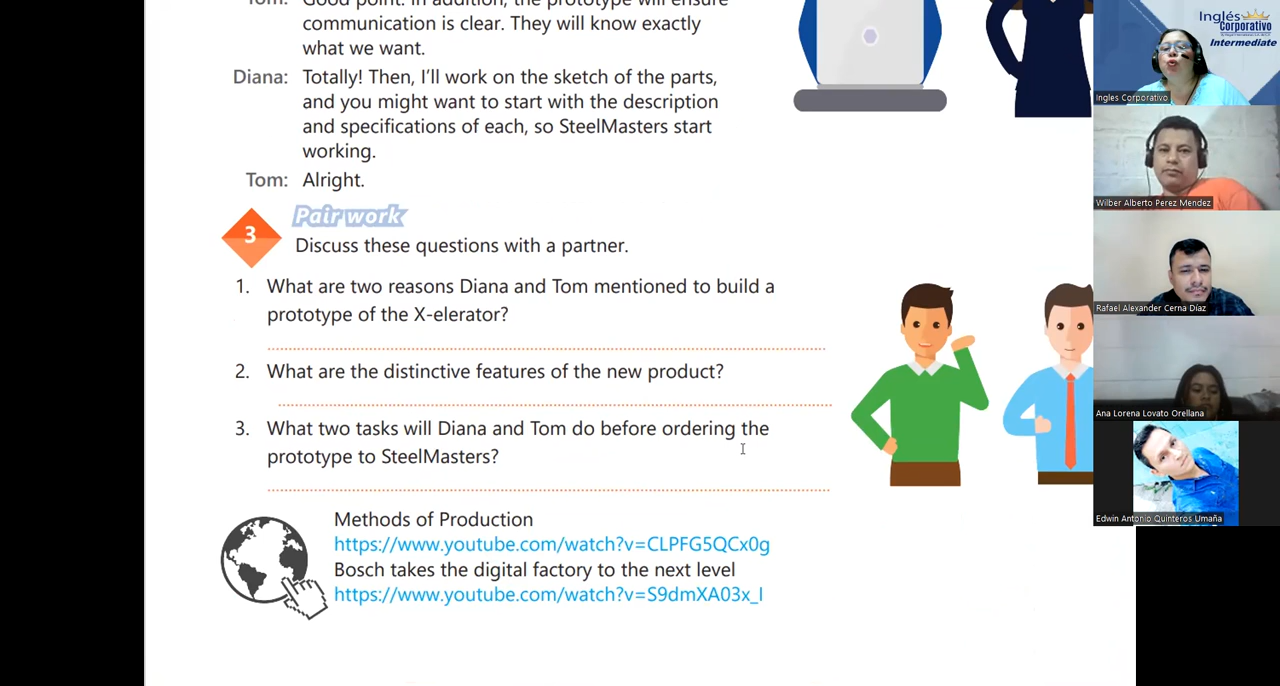 Good point. In addition, the prototype will ensure
communication is clear. They will know exactly
what we want.
Diana: Totally! Then, I'll work on the sketch of the parts,
and you might want to start with the description
and specifications of each, so SteelMasters start
working.
Tom: Alright.
3 Pair work
Discuss these questions with a partner.
1. What are two reasons Diana and Tom mentioned to build a
prototype of the X-elerator?
2. What are the distinctive features of the new product?
3. What two tasks will Diana and Tom do before ordering the
prototype to SteelMasters?
Methods of Production
https://www.youtube.com/watch?v=CLPFG5QCx0g
Bosch takes the digital factory to the next level
https://www.youtube.com/watch?v=S9dmXA03x_I
Inglés
Corporativo
Intermediate
Ingles Corporativo
Wilber Alberto Perez Mendez
Rafael Alexander Cerna Díaz
Ana Lorena Lovato Orellana
Edwin Antonio Quinteros Umaña